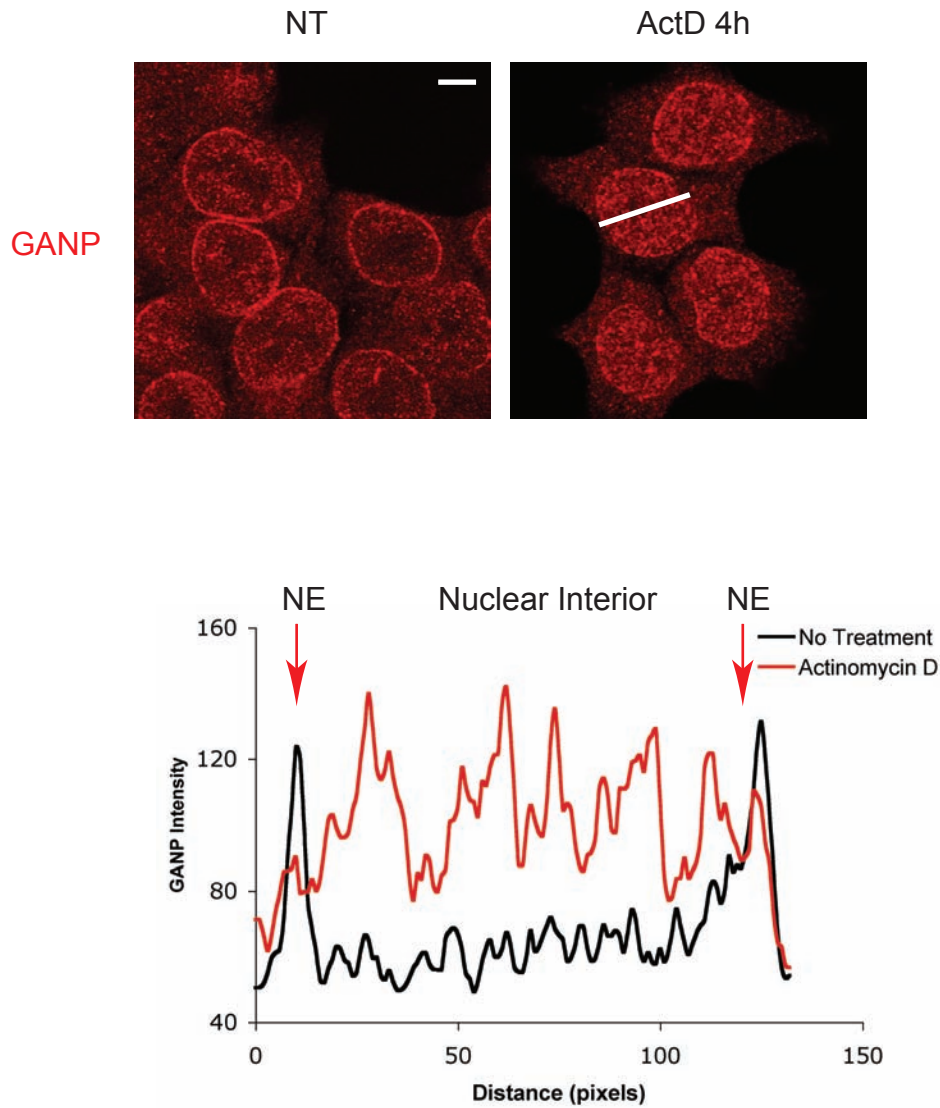 NT
ActD 4h
GANP
NE
Nuclear Interior
NE
No Treatment
Actinomycin D
160
120
80
40
GANP Intensity
0
50
100
150
Distance (pixels)